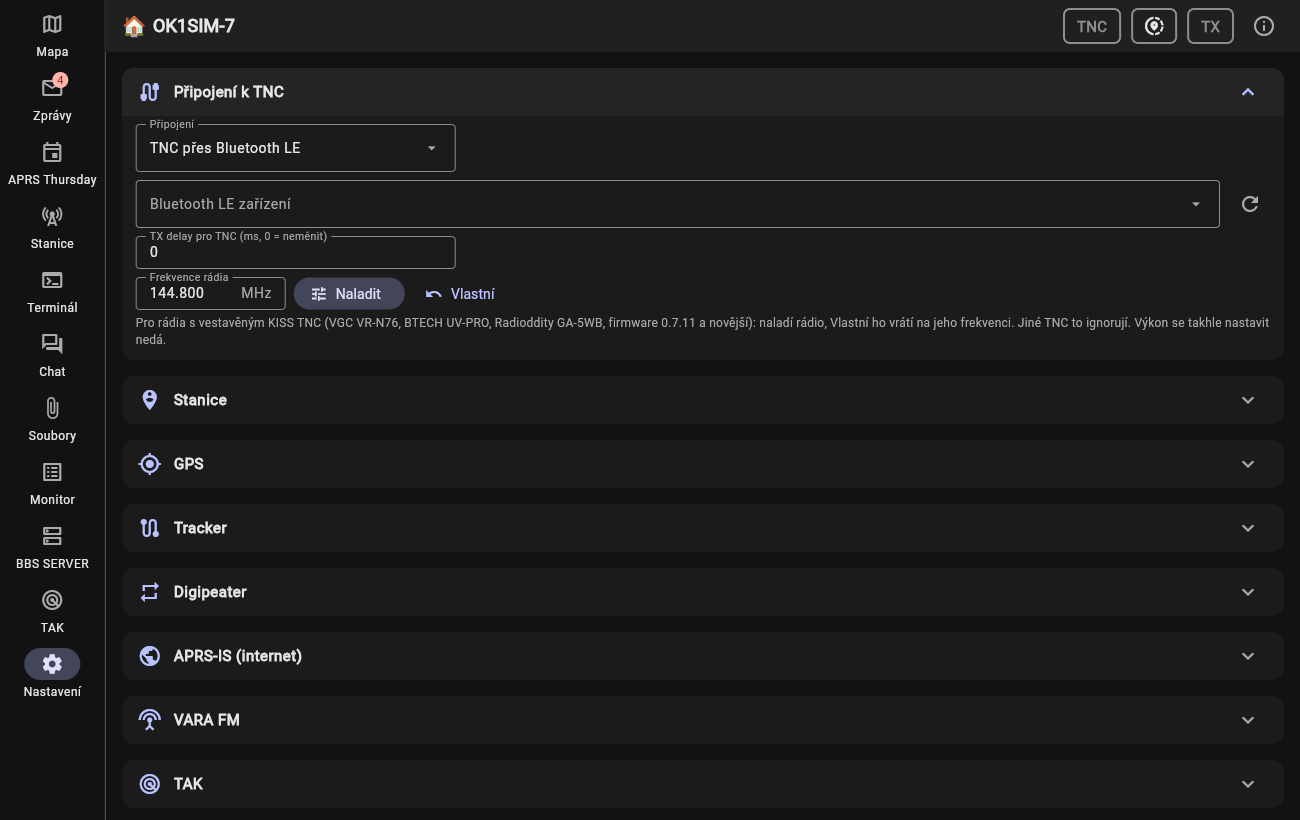 OK1SIM-7
TNC
TX
Mapa
4
Zprávy
APRS Thursday
Stanice
Terminál
Chat
Soubory
Monitor
BBS SERVER
TAK
Nastavení
Připojení k TNC
Připojení
TNC přes Bluetooth LE
Bluetooth LE zařízení
TX delay pro TNC (ms, 0 = neměnit)
0
Frekvence rádia
144.800 MHz
Naladit
Vlastní
Pro rádia s vestavěným KISS TNC (VGC VR-N76, BTECH UV-PRO, Radioddity GA-5WB, firmware 0.7.11 a novější): naladí rádio, Vlastní ho vrátí na jeho frekvenci. Jiné TNC to ignorují. Výkon se takhle nastavit
nedá.
Stanice
GPS
Tracker
Digipeater
APRS-IS (internet)
VARA FM
TAK